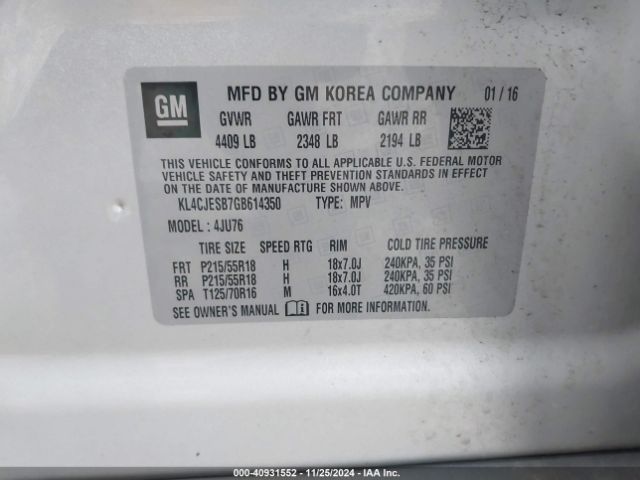 GM
MFD BY GM KOREA COMPANY 01 / 16
GVWR GAWR FRT GAWR RR
4409 LB 2348 LB 2194 LB
THIS VEHICLE CONFORMS TO ALL APPLICABLE U.S. FEDERAL MOTOR
VEHICLE SAFETY AND THEFT PREVENTION STANDARDS IN EFFECT
ON THE DATE OF MANUFACTURE SHOWN ABOVE.
KL4CJESB7GB614350 TYPE: MPV
MODEL : 4JU76
TIRE SIZE SPEED RTG RIM COLD TIRE PRESSURE
FRT P215/55R18 H 18x7.0J 240KPA, 35 PSI
RR P215/55R18 H 18x7.0J 240KPA, 35 PSI
SPA T125/70R16 M 16x4.0T 420KPA, 60 PSI
SEE OWNER'S MANUAL FOR MORE INFORMATION.
000-40931552 - 11/25/2024 - IAAI.COM